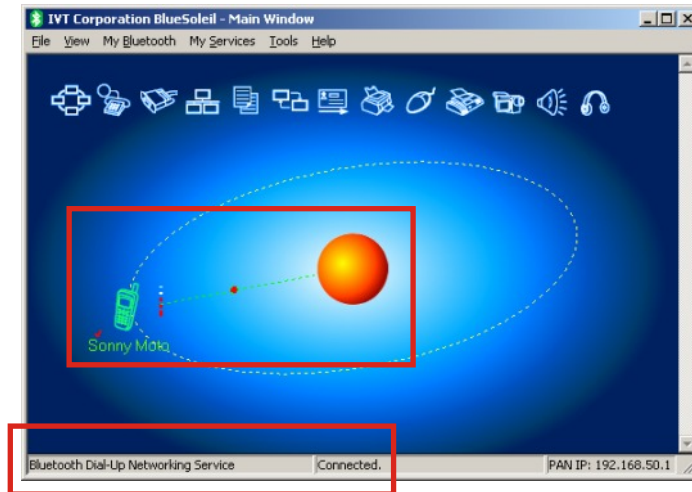 IVT Corporation BlueSoleil - Main Window
File View My Bluetooth My Services Tools Help
Sonny Moto
Bluetooth Dial-Up Networking Service Connected. PAN IP: 192.168.50.1